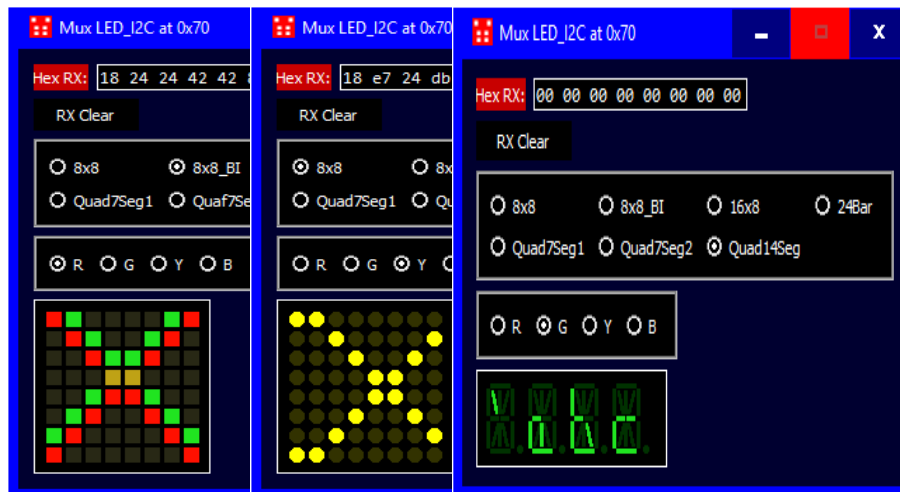 Mux LED_I2C at 0x70
Hex RX: 18 24 24 42 42
RX Clear
8x8 8x8_BI
Quad7Seg1 Quaf7Se
R G Y B
Mux LED_I2C at 0x70
Hex RX: 18 e7 24 db
RX Clear
8x8 8x
Quad7Seg1 Qu
R G Y
Mux LED_I2C at 0x70
Hex RX: 00 00 00 00 00 00 00 00
RX Clear
8x8 8x8_BI 16x8 24Bar
Quad7Seg1 Quad7Seg2 Quad14Seg
R G Y B